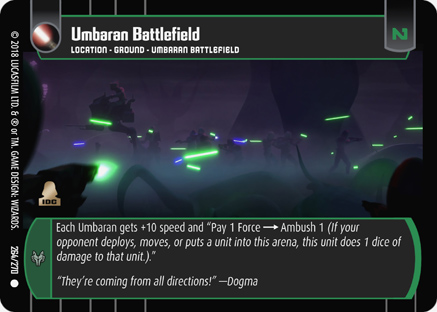 Umbaran Battlefield
LOCATION - GROUND - UMBARAN BATTLEFIELD
N
© 2018 LUCASFILM LTD. & ® OR TM. GAME DESIGN: WIZARDS.
264/270
IDC
Each Umbaran gets +10 speed and “Pay 1 Force → Ambush 1 (If your
opponent deploys, moves, or puts a unit into this arena, this unit does 1 dice of
damage to that unit.).”
“They’re coming from all directions!” —Dogma